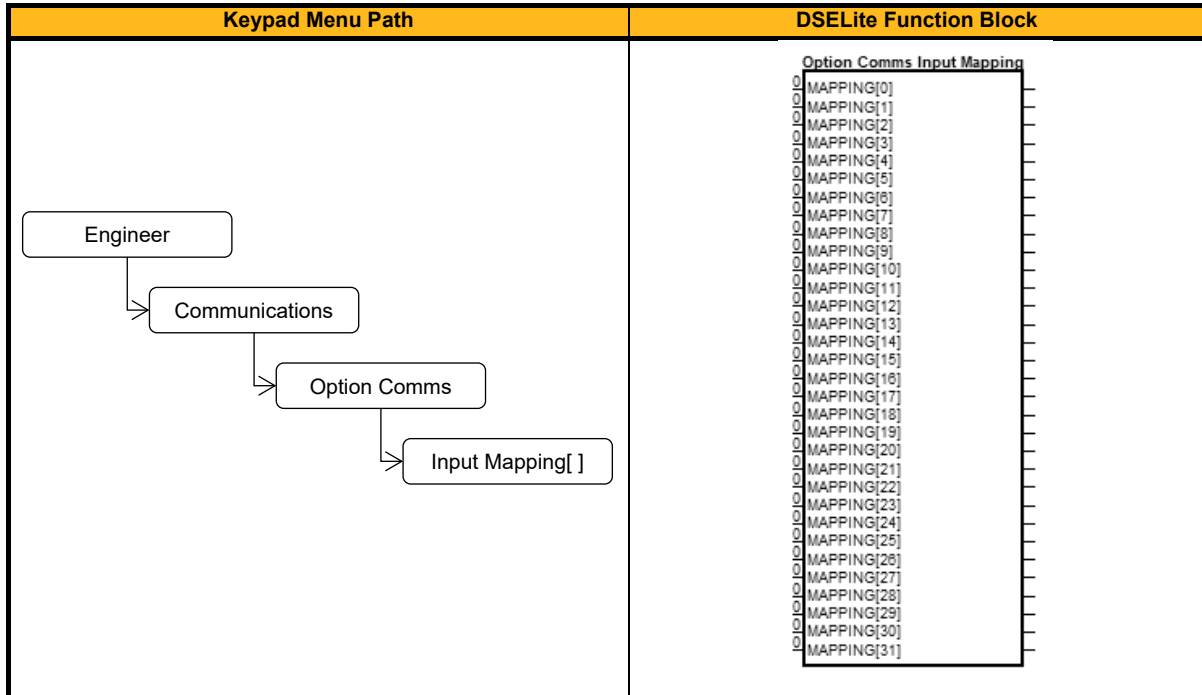 Keypad Menu Path
DSELite Function Block
Engineer
Communications
Option Comms
Input Mapping[ ]
Option Comms Input Mapping
0 MAPPING[0]
0 MAPPING[1]
0 MAPPING[2]
0 MAPPING[3]
0 MAPPING[4]
0 MAPPING[5]
0 MAPPING[6]
0 MAPPING[7]
0 MAPPING[8]
0 MAPPING[9]
0 MAPPING[10]
0 MAPPING[11]
0 MAPPING[12]
0 MAPPING[13]
0 MAPPING[14]
0 MAPPING[15]
0 MAPPING[16]
0 MAPPING[17]
0 MAPPING[18]
0 MAPPING[19]
0 MAPPING[20]
0 MAPPING[21]
0 MAPPING[22]
0 MAPPING[23]
0 MAPPING[24]
0 MAPPING[25]
0 MAPPING[26]
0 MAPPING[27]
0 MAPPING[28]
0 MAPPING[29]
0 MAPPING[30]
0 MAPPING[31]